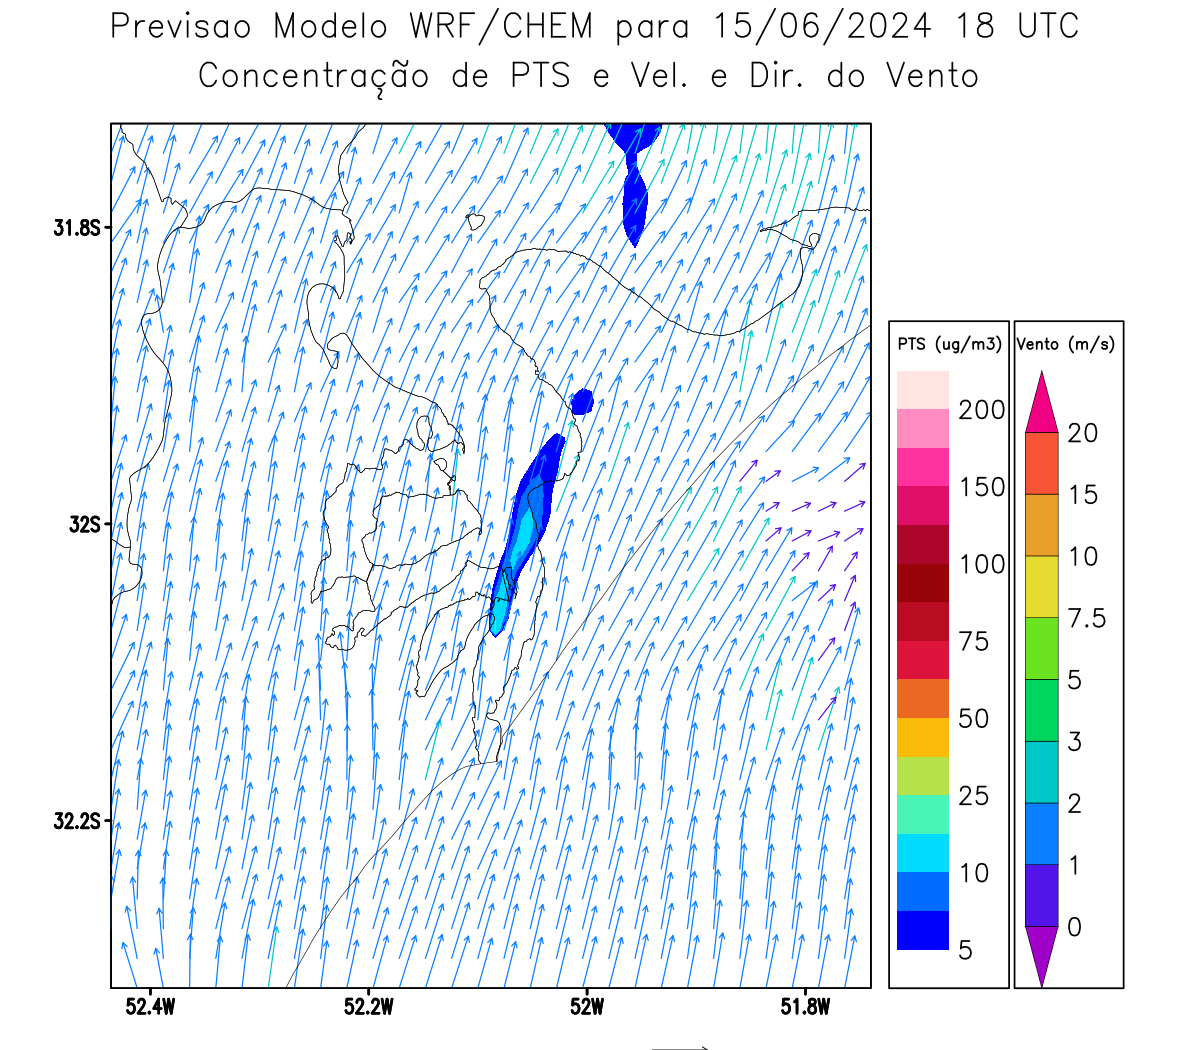 Previsao Modelo WRF/CHEM para 15/06/2024 18 UTC
Concentração de PTS e Vel. e Dir. do Vento
31.8S
32S
32.2S
52.4W
52.2W
52W
51.8W
PTS (ug/m3)
200
150
100
75
50
25
10
5
Vento (m/s)
20
15
10
7.5
5
3
2
1
0